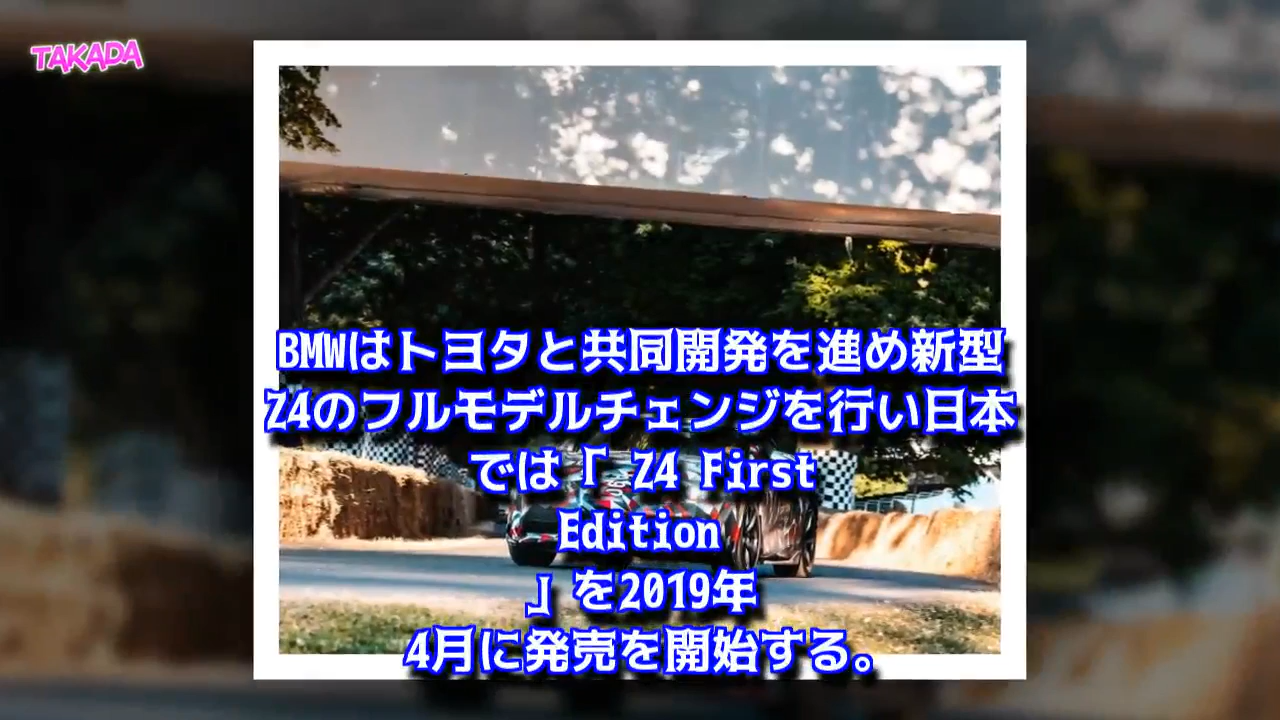 TAKADA
BMWはトヨタと共同開発を進め新型
Z4のフルモデルチェンジを行い日本
では「 Z4 First
Edition
」を2019年
4月に発売を開始する。